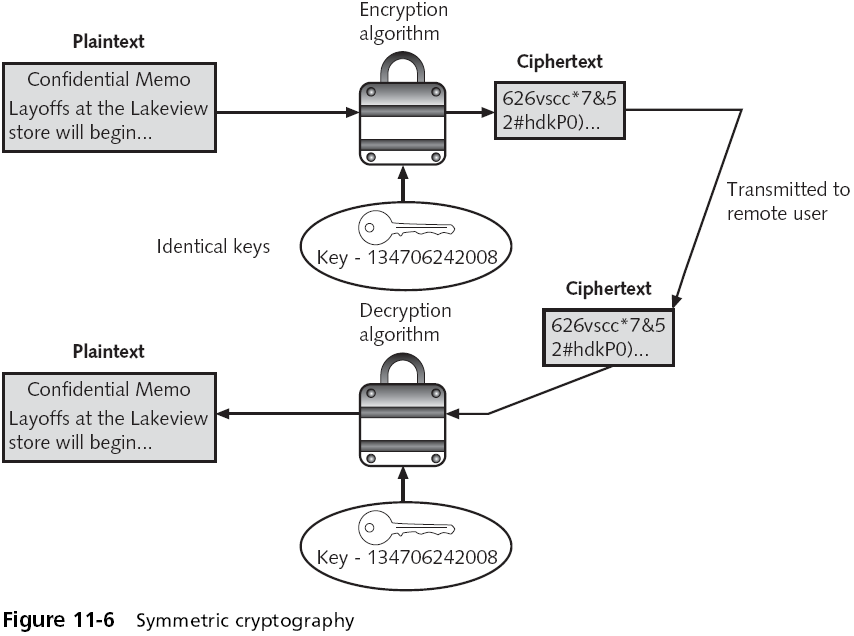 Encryption
algorithm
Plaintext
Confidential Memo
Layoffs at the Lakeview
store will begin...
Ciphertext
626vscc*7&5
2#hdkP0)...
Transmitted to
remote user
Identical keys
Key - 134706242008
Ciphertext
626vscc*7&5
2#hdkP0)...
Decryption
algorithm
Plaintext
Confidential Memo
Layoffs at the Lakeview
store will begin...
Key - 134706242008
Figure 11-6 Symmetric cryptography